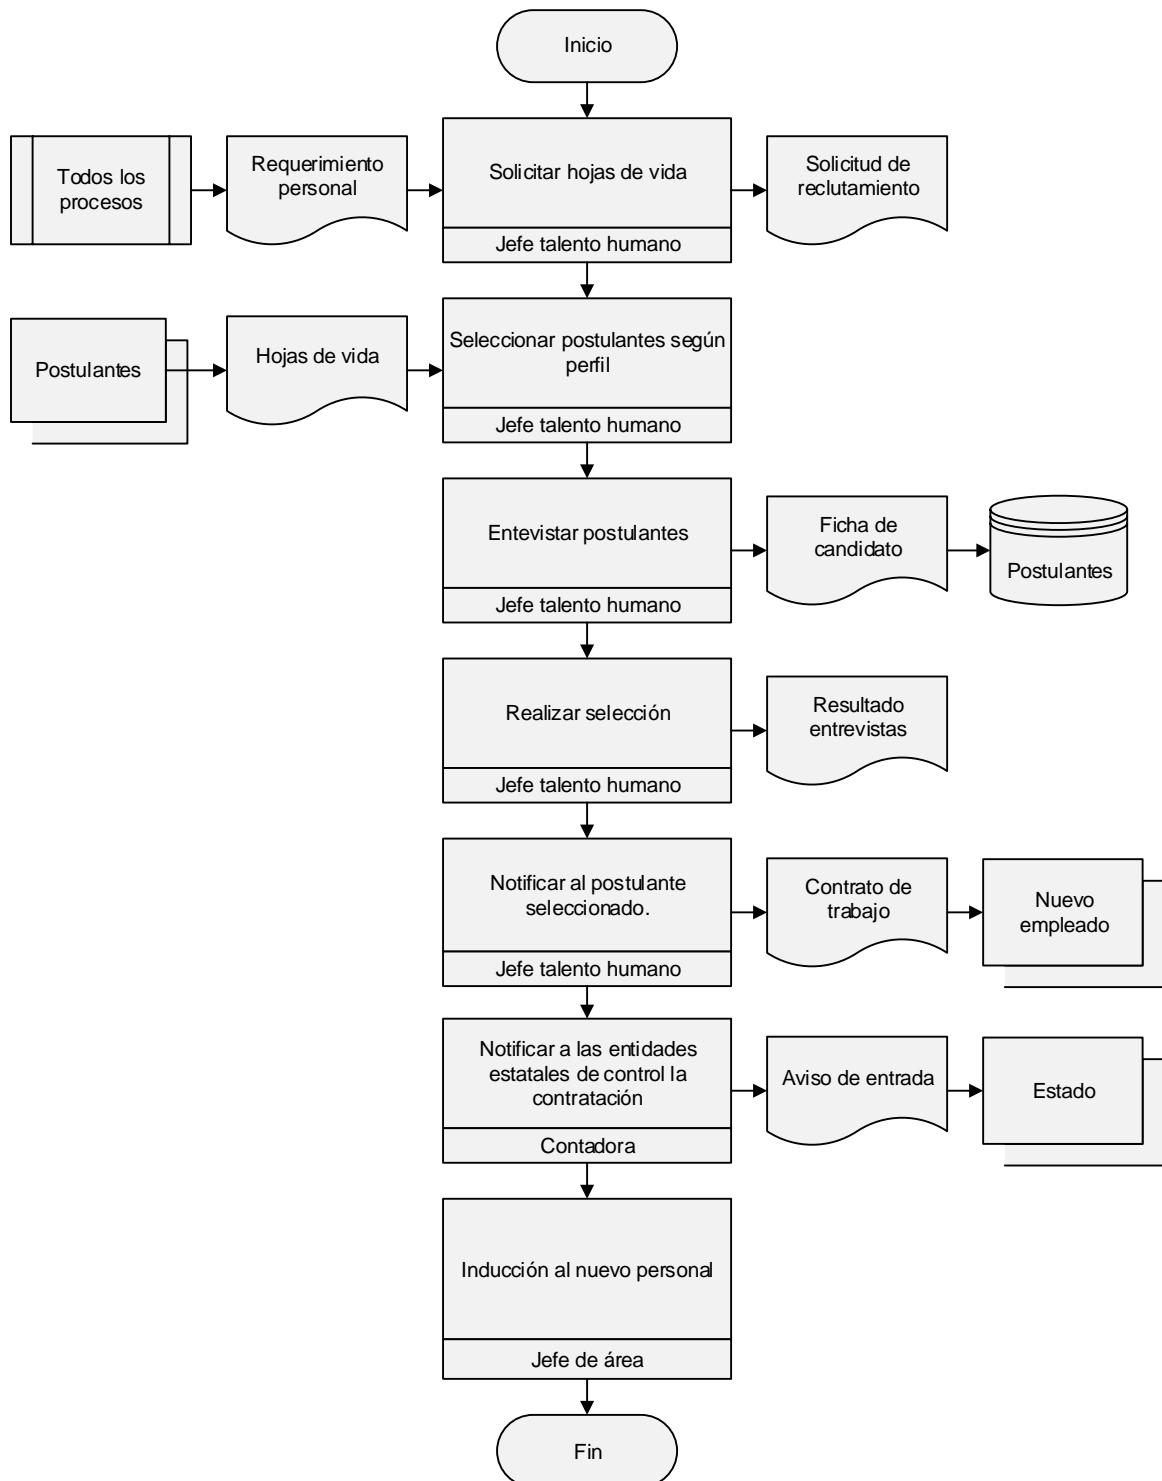 Inicio
Todos los
procesos
Requerimiento
personal
Solicitar hojas de vida
Jefe talento humano
Solicitud de
reclutamiento
Postulantes
Hojas de vida
Seleccionar postulantes según
perfil
Jefe talento humano
Entevistar postulantes
Jefe talento humano
Ficha de
candidato
Postulantes
Realizar selección
Jefe talento humano
Resultado
entrevistas
Notificar al postulante
seleccionado.
Jefe talento humano
Contrato de
trabajo
Nuevo
empleado
Notificar a las entidades
estatales de control la
contratación
Contadora
Aviso de entrada
Estado
Inducción al nuevo personal
Jefe de área
Fin